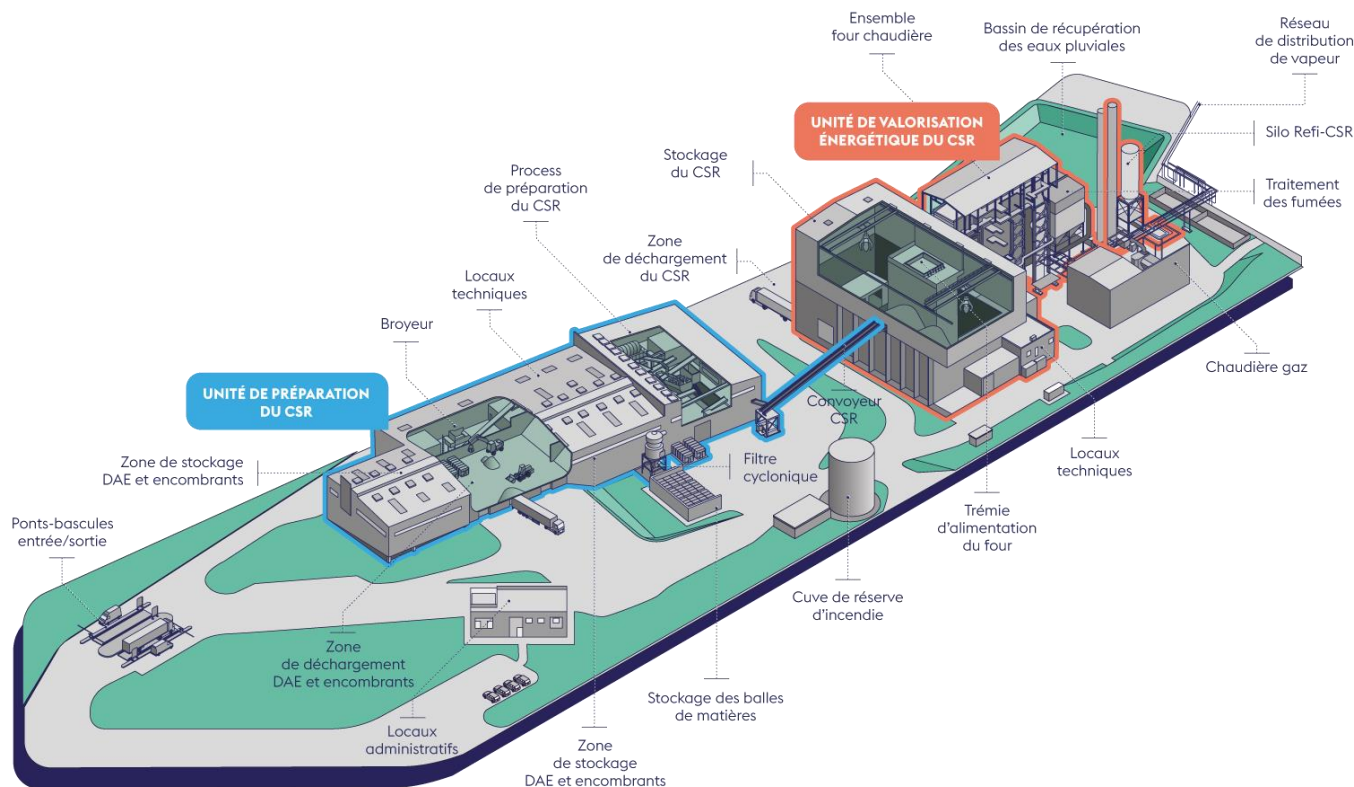 Ensemble
four chaudière
Bassin de récupération
des eaux pluviales
Réseau
de distribution
de vapeur
UNITÉ DE VALORISATION
ÉNERGÉTIQUE DU CSR
Silo Refi-CSR
Stockage
du CSR
Process
de préparation
du CSR
Traitement
des fumées
Zone
de déchargement
du CSR
Locaux
techniques
Broyeur
Chaudière gaz
UNITÉ DE PRÉPARATION
DU CSR
Convoyeur
CSR
Zone de stockage
DAE et encombrants
Filtre
cyclonique
Locaux
techniques
Ponts-bascules
entrée/sortie
Trémie
d'alimentation
du four
Cuve de réserve
d'incendie
Zone
de déchargement
DAE et encombrants
Stockage des balles
de matières
Locaux
administratifs
Zone
de stockage
DAE et encombrants